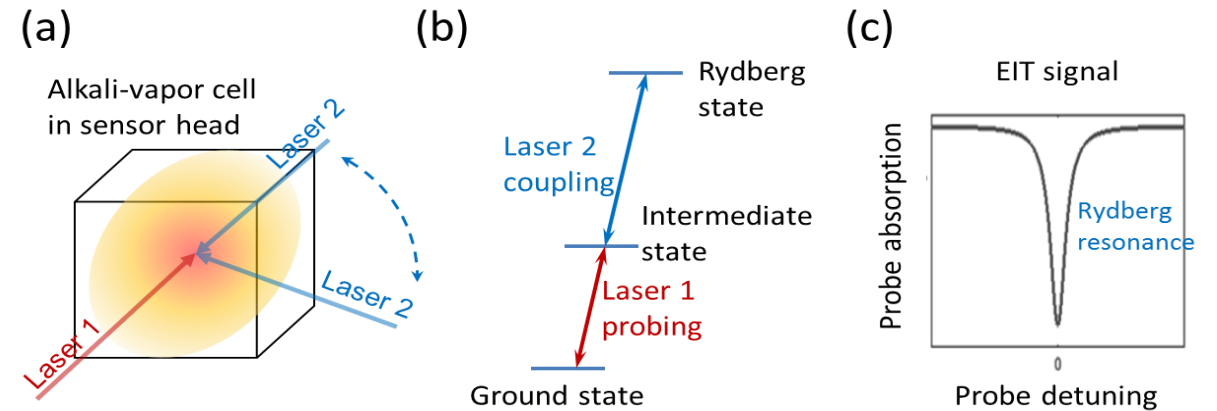 (a)
Alkali-vapor cell
in sensor head
Laser 2
Laser 2
Laser 1
(b)
Rydberg
state
Laser 2
coupling
Intermediate
state
Laser 1
probing
Ground state
(c)
EIT signal
Probe absorption
Rydberg
resonance
0
Probe detuning